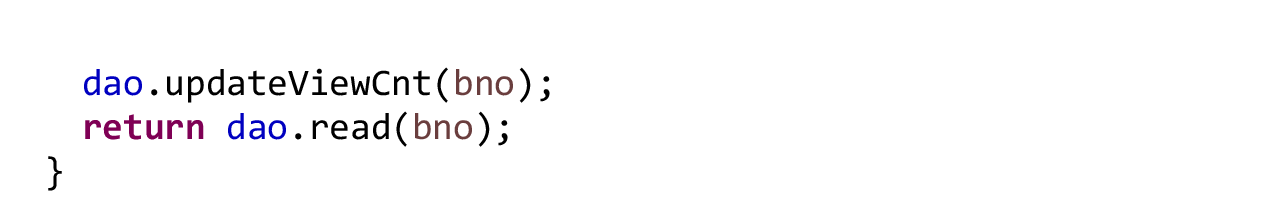 dao.updateViewCnt(bno);
return dao.read(bno);
}